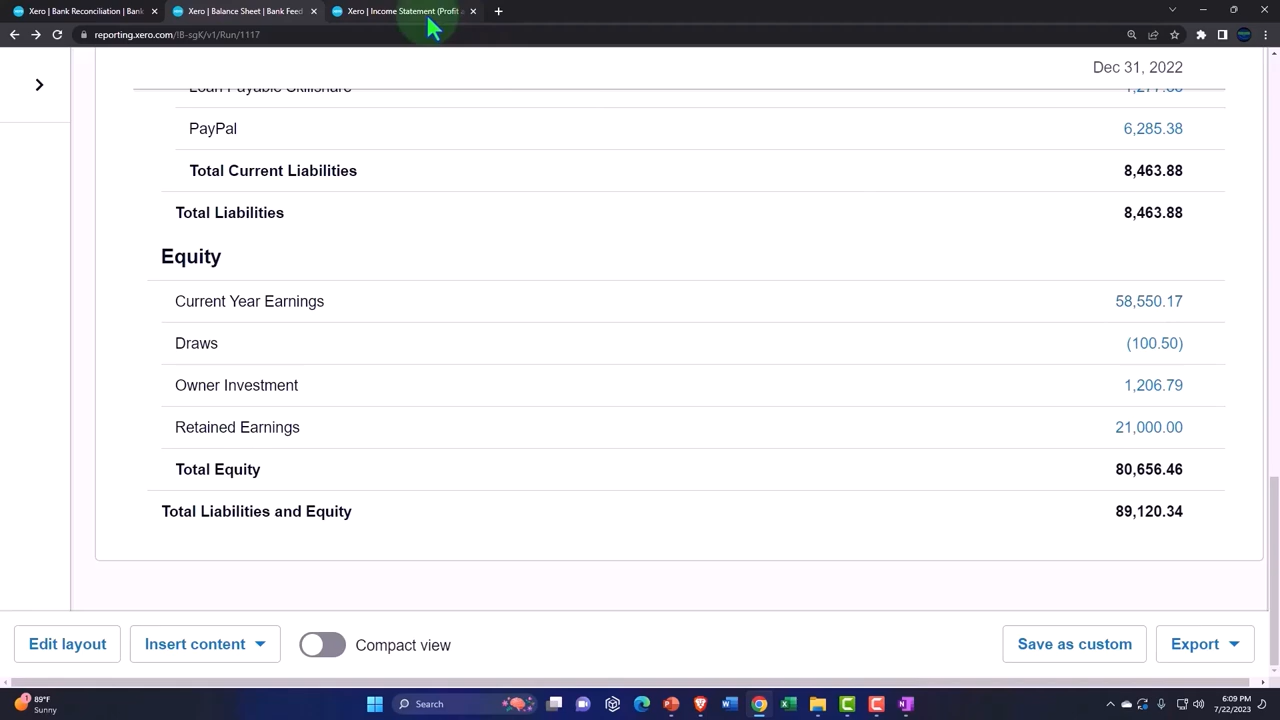 Xero | Bank Reconciliation | Bank
Xero | Balance Sheet | Bank Feed
Xero | Income Statement (Profit a
reporting.xero.com/!B-sgK/v1/Run/1117
Dec 31, 2022
Loan Payable Skillshare
PayPal 6,285.38
Total Current Liabilities 8,463.88
Total Liabilities 8,463.88
Equity
Current Year Earnings 58,550.17
Draws (100.50)
Owner Investment 1,206.79
Retained Earnings 21,000.00
Total Equity 80,656.46
Total Liabilities and Equity 89,120.34
Edit layout Insert content Compact view Save as custom Export
89°F
Sunny
Search
6:09 PM
7/22/2023